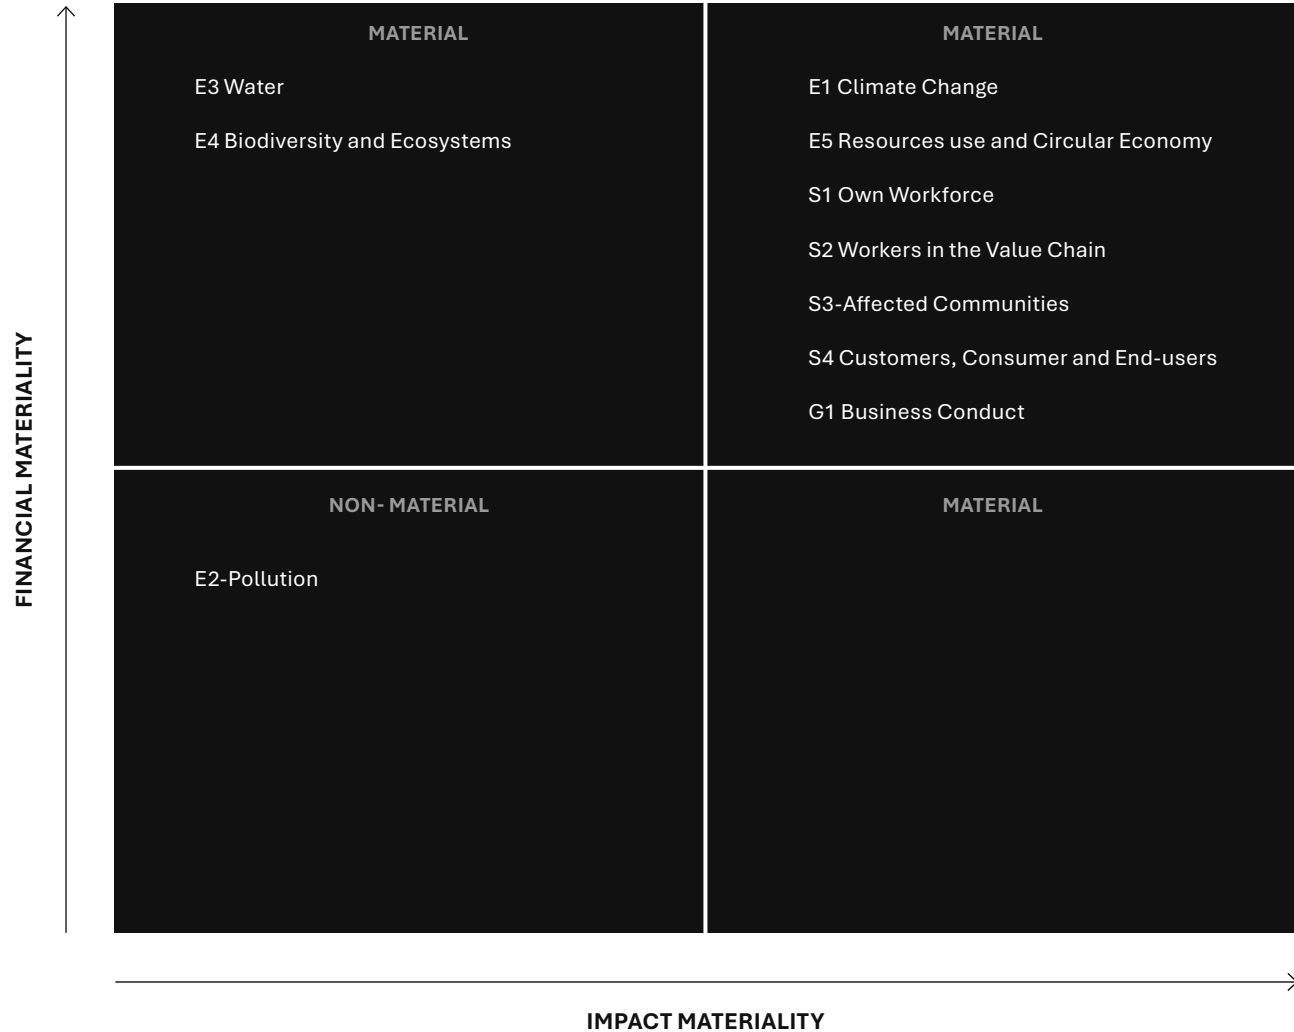 MATERIAL
E3 Water
E4 Biodiversity and Ecosystems
MATERIAL
E1 Climate Change
E5 Resources use and Circular Economy
S1 Own Workforce
S2 Workers in the Value Chain
S3-Affected Communities
S4 Customers, Consumer and End-users
G1 Business Conduct
FINANCIAL MATERIALITY
NON- MATERIAL
E2-Pollution
MATERIAL
IMPACT MATERIALITY